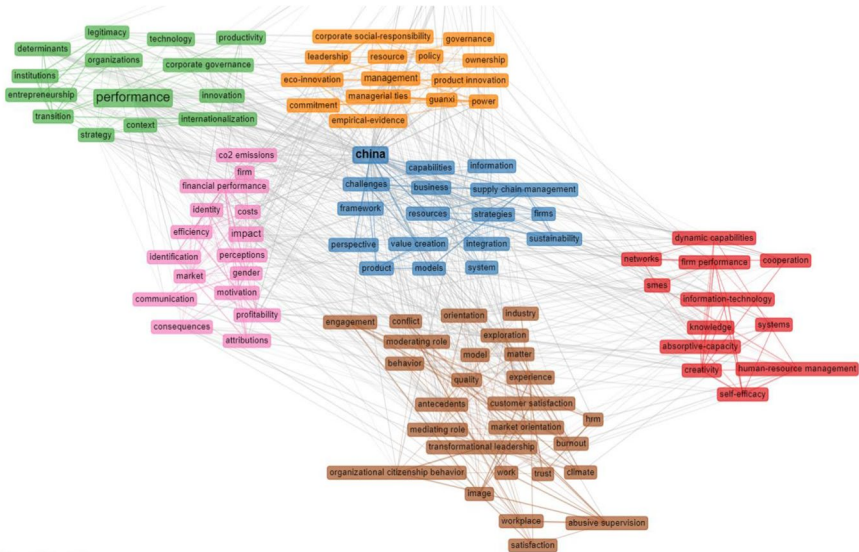 legitimacy
technology
productivity
determinants
organizations
corporate governance
institutions
entrepreneurship
performance
innovation
transition
context
internationalization
strategy
corporate social-responsibility
governance
leadership
resource
policy
ownership
eco-innovation
management
product innovation
commitment
managerial ties
guanxi
power
empirical-evidence
co2 emissions
firm
financial performance
identity
costs
efficiency
impact
identification
perceptions
market
gender
communication
motivation
profitability
consequences
attributions
china
capabilities
information
challenges
business
supply chain management
framework
resources
strategies
firms
perspective
value creation
integration
sustainability
product
models
system
dynamic capabilities
networks
firm performance
cooperation
smes
information-technology
knowledge
systems
absorptive-capacity
creativity
human-resource management
self-efficacy
engagement
conflict
orientation
industry
moderating role
exploration
behavior
model
matter
quality
experience
antecedents
customer satisfaction
hrm
mediating role
market orientation
burnout
transformational leadership
organizational citizenship behavior
work
trust
climate
image
workplace
abusive supervision
satisfaction